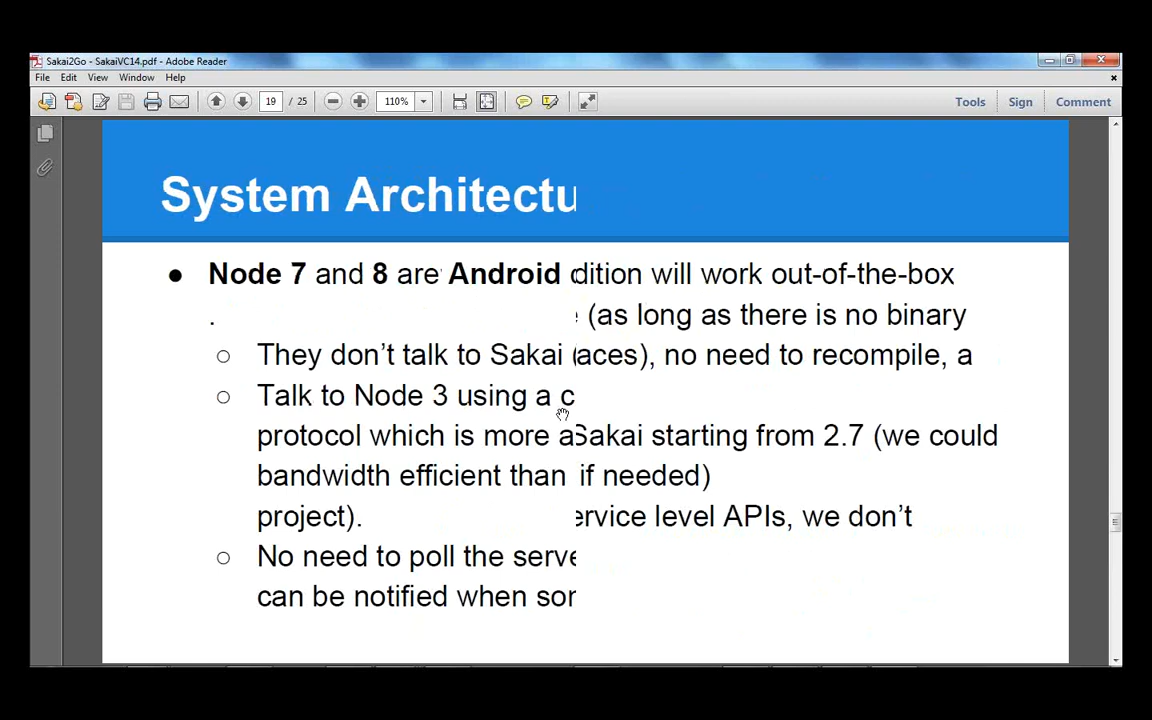 Sakai2Go - SakaiVC14.pdf - Adobe Reader
File Edit View Window Help
19 / 25 110% Tools Sign Comment
System Architectu
● Node 7 and 8 are Android dition will work out-of-the-box
. (as long as there is no binary
○ They don't talk to Sakai (aces), no need to recompile, a
○ Talk to Node 3 using a c
protocol which is more aSakai starting from 2.7 (we could
bandwidth efficient than if needed)
project). ervice level APIs, we don't
○ No need to poll the serve
can be notified when sor